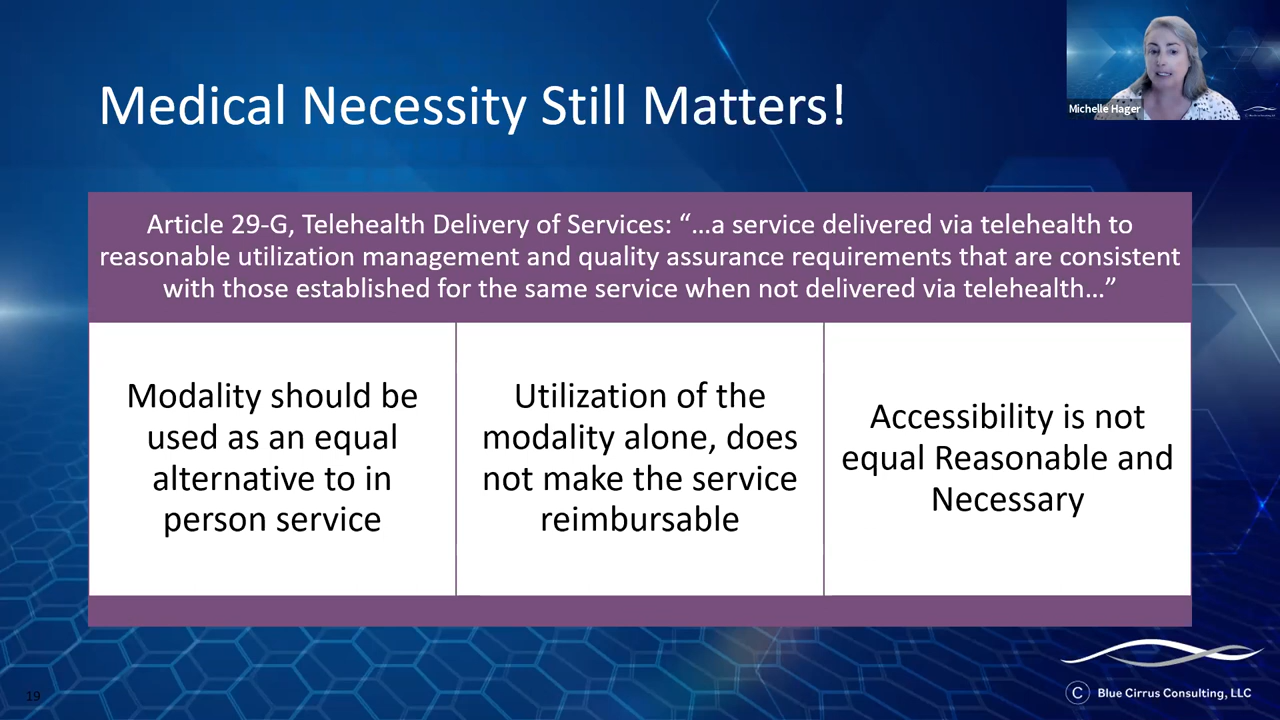 Medical Necessity Still Matters!
Michelle Hager
Article 29-G, Telehealth Delivery of Services: “…a service delivered via telehealth to
reasonable utilization management and quality assurance requirements that are consistent
with those established for the same service when not delivered via telehealth…”
Modality should be
used as an equal
alternative to in
person service
Utilization of the
modality alone, does
not make the service
reimbursable
Accessibility is not
equal Reasonable and
Necessary
19
C Blue Cirrus Consulting, LLC